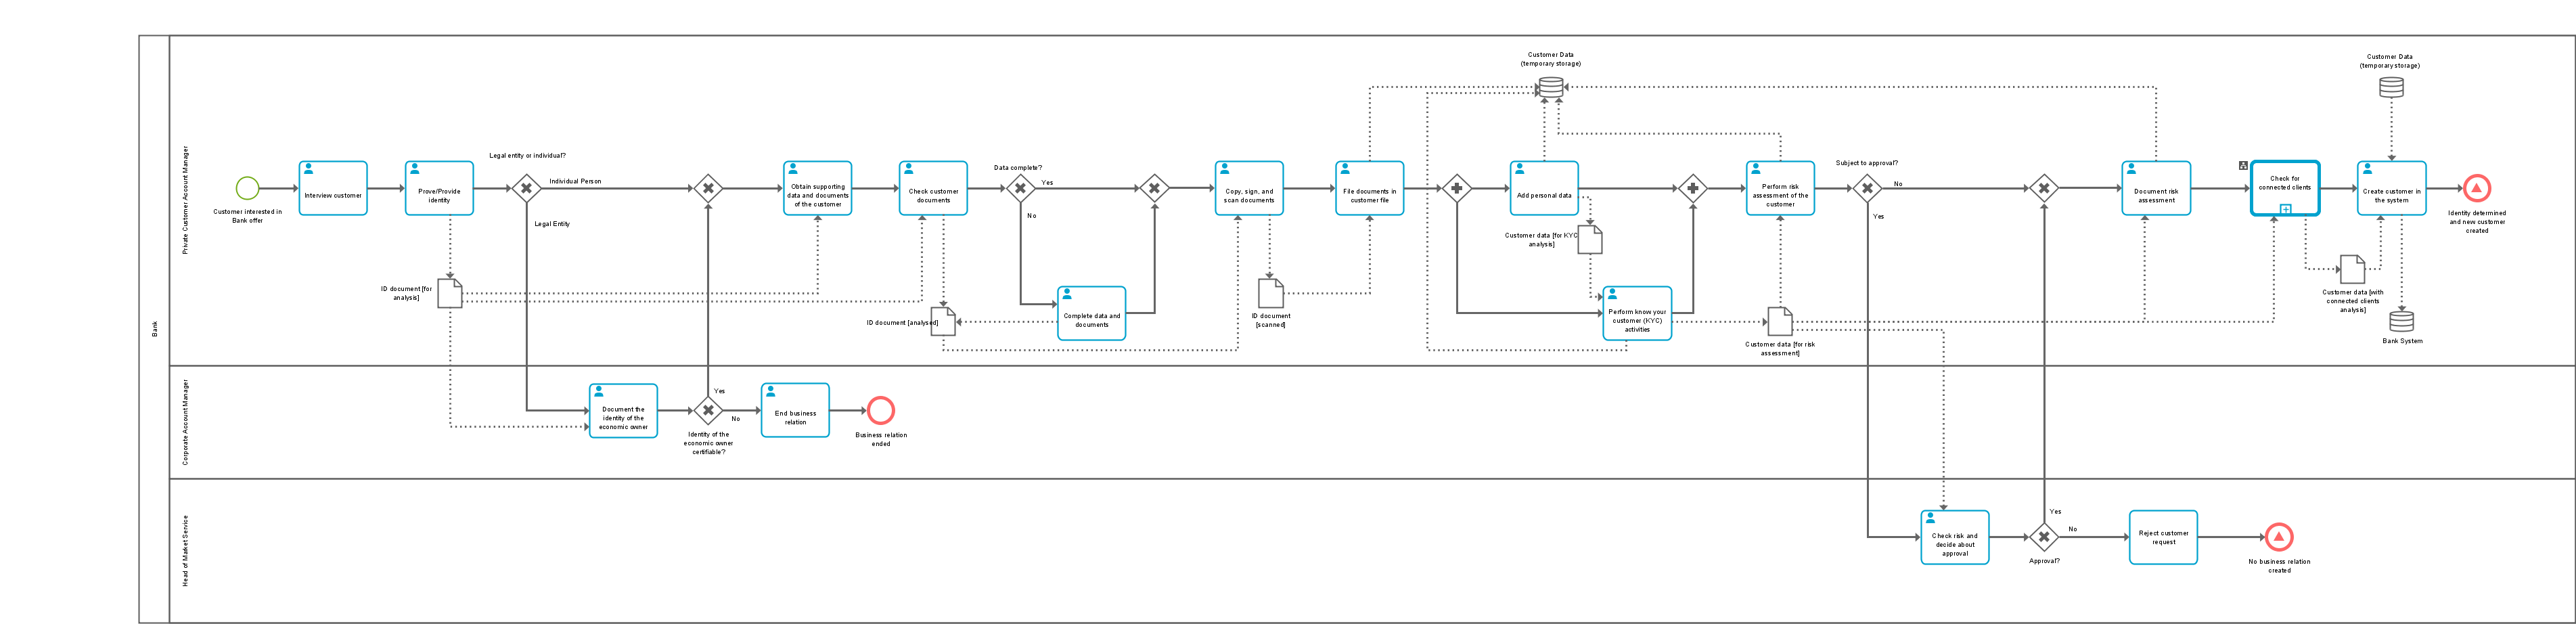 Bank
Private Customer Account Manager
Customer interested in
Bank offer
Interview customer
Prove/Provide
identity
Legal entity or individual?
Individual Person
Legal Entity
ID document [for
analysis]
Obtain supporting
data and documents
of the customer
Check customer
documents
ID document [analysed]
Data complete?
Yes
No
Complete data and
documents
Copy, sign, and
scan documents
ID document
[scanned]
File documents in
customer file
Customer Data
(temporary storage)
Add personal data
Customer data [for KYC
analysis]
Perform know your
customer (KYC)
activities
Perform risk
assessment of the
customer
Customer data [for risk
assessment]
Subject to approval?
No
Yes
Document risk
assessment
Check for
connected clients
Customer Data
(temporary storage)
Create customer in
the system
Customer data [with
connected clients
analysis]
Bank System
Identity determined
and new customer
created
Corporate Account Manager
Document the
identity of the
economic owner
Yes
No
Identity of the
economic owner
certifiable?
End business
relation
Business relation
ended
Head of Market Service
Check risk and
decide about
approval
Yes
No
Approval?
Reject customer
request
No business relation
created